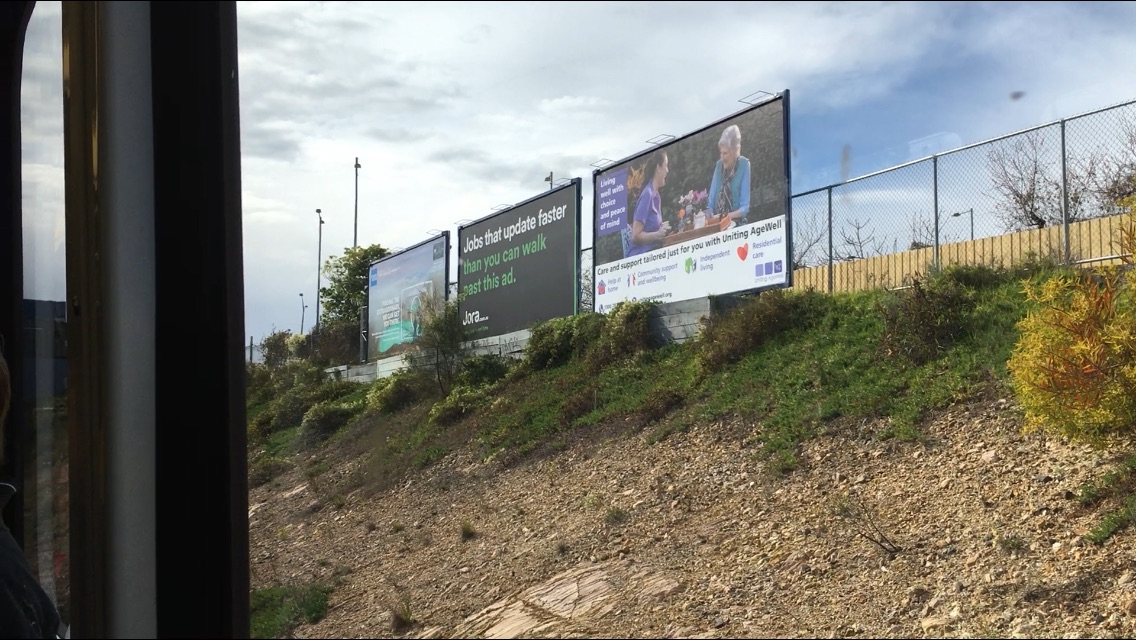 Jobs that update faster
than you can walk
past this ad.
Jora
Living
well with
choice
and peace
of mind
Care and support tailored just for you with Uniting AgeWell
Help at
home
Community support
and wellbeing
Independent
living
Residential
care